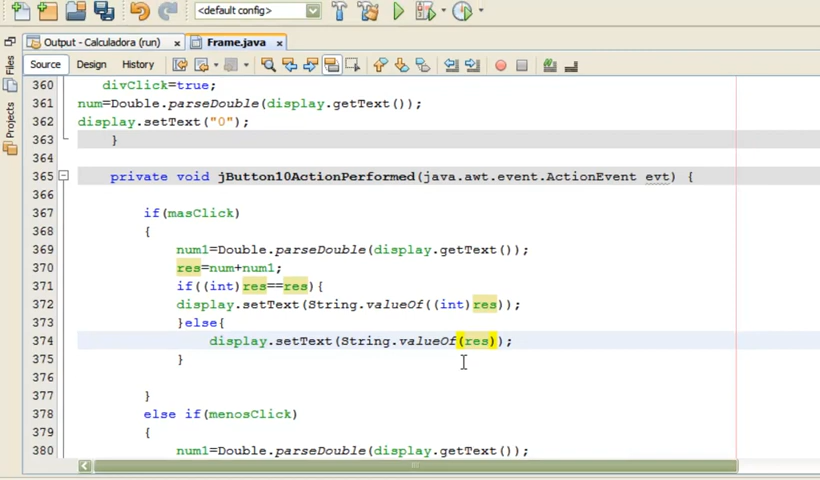 <default config>
Output - Calculadora (run) × Frame.java ×
Source Design History
Files
Projects
360 divClick=true;
361 num=Double.parseDouble(display.getText());
362 display.setText("0");
363 }
364
365 private void jButton10ActionPerformed(java.awt.event.ActionEvent evt) {
366
367 if(masClick)
368 {
369 num1=Double.parseDouble(display.getText());
370 res=num+num1;
371 if((int)res==res){
372 display.setText(String.valueOf((int)res));
373 }else{
374 display.setText(String.valueOf(res));
375 }
376
377 }
378 else if(menosClick)
379 {
380 num1=Double.parseDouble(display.getText());